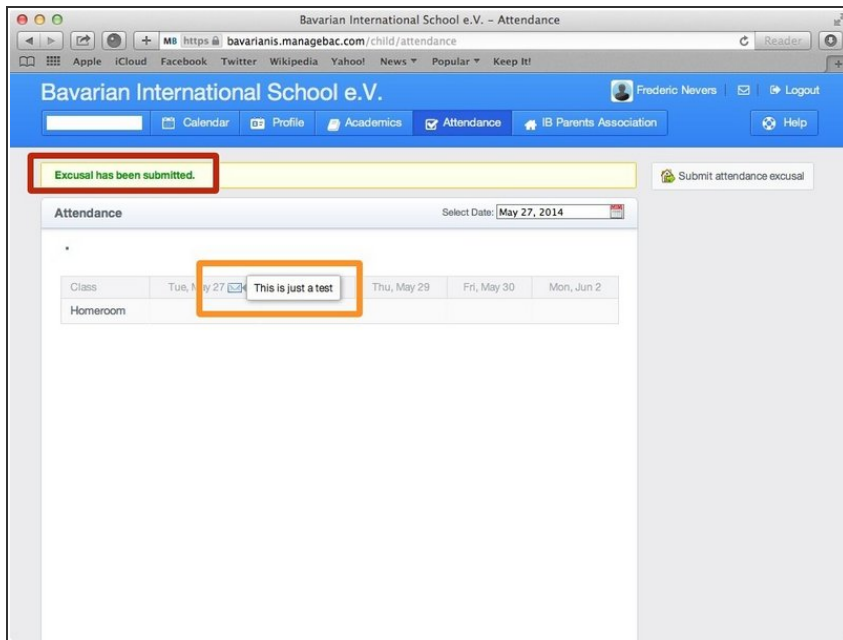 Bavarian International School e.V. – Attendance
MB https bavarianis.managebac.com/child/attendance Reader
Apple iCloud Facebook Twitter Wikipedia Yahoo! News Popular Keep It!
Bavarian International School e.V. Frederic Nevers Logout
Calendar Profile Academics Attendance IB Parents Association Help
Excusal has been submitted. Submit attendance excusal
Attendance Select Date: May 27, 2014
Class Tue, May 27 This is just a test Thu, May 29 Fri, May 30 Mon, Jun 2
Homeroom